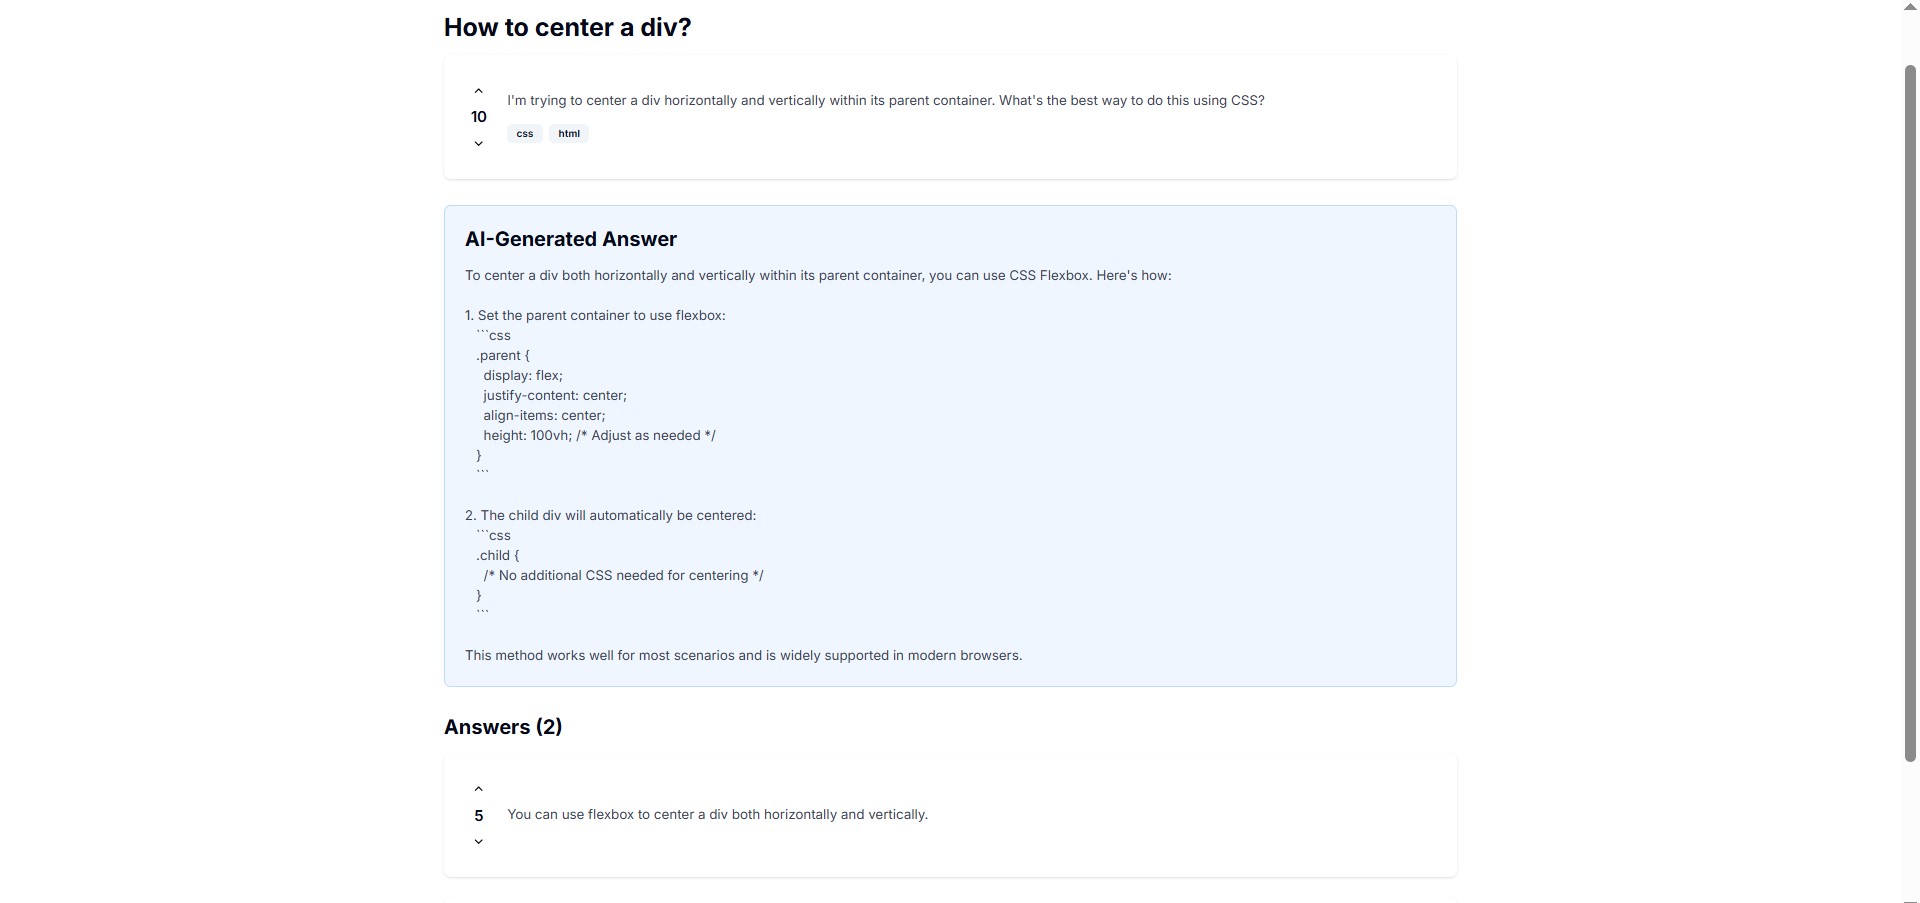 How to center a div?
10
I'm trying to center a div horizontally and vertically within its parent container. What's the best way to do this using CSS?
css html
AI-Generated Answer
To center a div both horizontally and vertically within its parent container, you can use CSS Flexbox. Here's how:
1. Set the parent container to use flexbox:
```css
.parent {
display: flex;
justify-content: center;
align-items: center;
height: 100vh; /* Adjust as needed */
}
```
2. The child div will automatically be centered:
```css
.child {
/* No additional CSS needed for centering */
}
```
This method works well for most scenarios and is widely supported in modern browsers.
Answers (2)
5
You can use flexbox to center a div both horizontally and vertically.